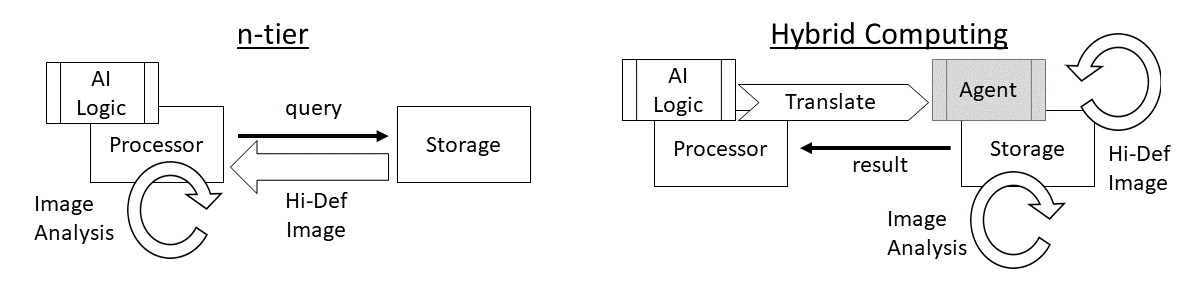 n-tier
AI
Logic
Processor
query
Storage
Hi-Def
Image
Image
Analysis
Hybrid Computing
AI
Logic
Translate
Agent
Processor
result
Storage
Hi-Def
Image
Image
Analysis